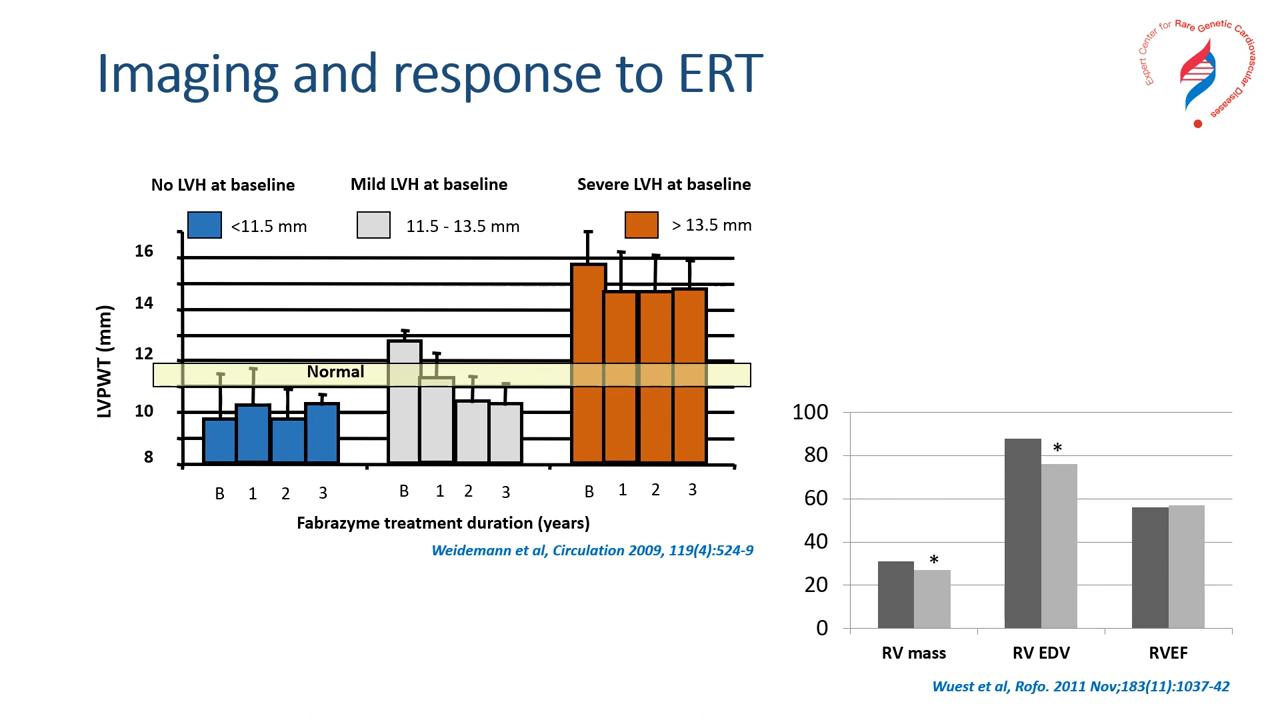 Imaging and response to ERT
Expert Center for Rare Genetic Cardiovascular Diseases
No LVH at baseline
Mild LVH at baseline
Severe LVH at baseline
<11.5 mm
11.5 - 13.5 mm
> 13.5 mm
LVPWT (mm)
16
14
12
10
8
Normal
B 1 2 3
B 1 2 3
B 1 2 3
Fabrazyme treatment duration (years)
Weidemann et al, Circulation 2009, 119(4):524-9
100
80
60
40
20
0
*
*
RV mass
RV EDV
RVEF
Wuest et al, Rofo. 2011 Nov;183(11):1037-42